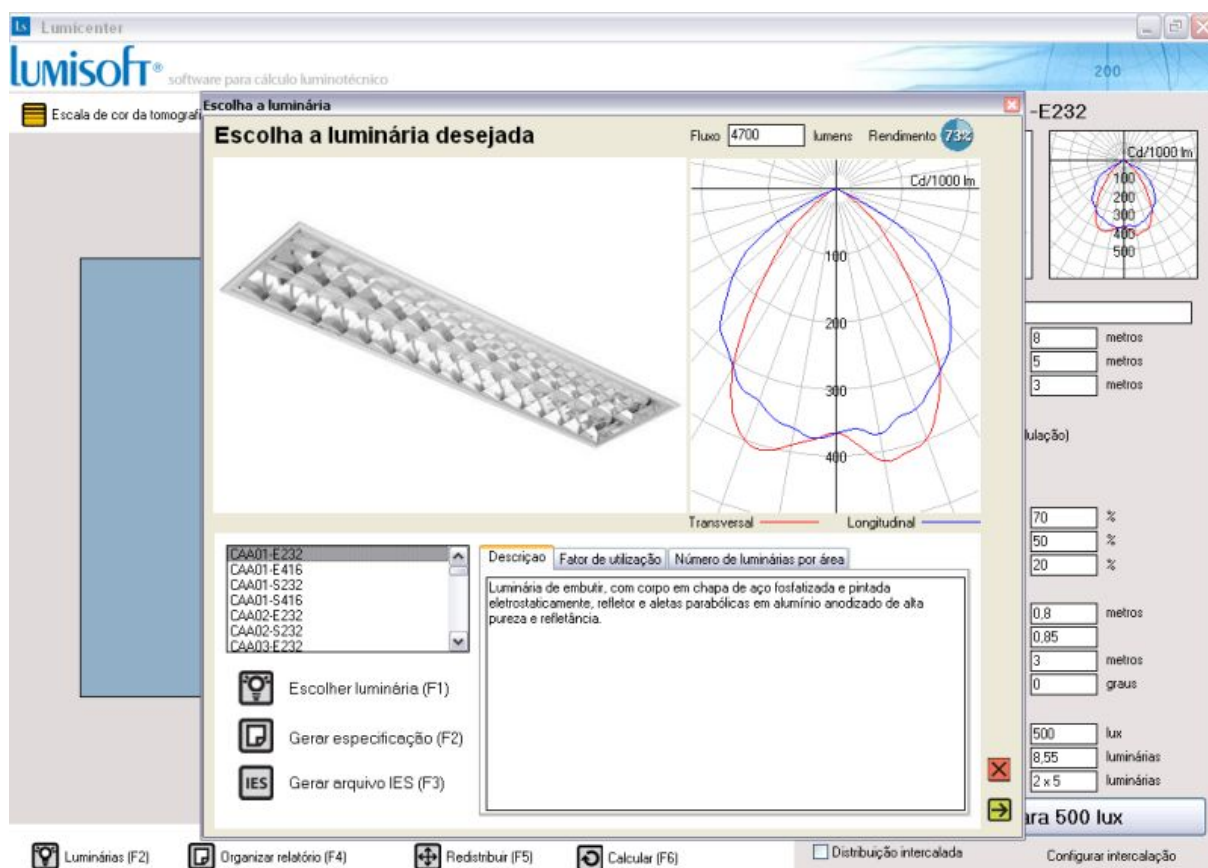 Ls Lumicenter
LUMISOFT® software para cálculo luminotécnico
200
Escala de cor da tomografi
-E232
Escolha a luminária
Escolha a luminária desejada
Fluxo 4700 lumens Rendimento 73%
Cd/1000 lm
100
200
300
400
Transversal Longitudinal
Cd/1000 lm
100
200
300
400
500
8 metros
5 metros
3 metros
ulação)
70 %
50 %
20 %
0,8 metros
0,85
3 metros
0 graus
500 lux
8,55 luminárias
2 x 5 luminárias
ara 500 lux
CAA01-E232
CAA01-E416
CAA01-S232
CAA01-S416
CAA02-E232
CAA02-S232
CAA03-E232
Descriçao Fator de utilização Número de luminárias por área
Luminária de embutir, com corpo em chapa de aço fosfatizada e pintada
eletrostaticamente, refletor e aletas parabólicas em alumínio anodizado de alta
pureza e refletância.
Escolher luminária (F1)
Gerar especificação (F2)
IES Gerar arquivo IES (F3)
Luminárias (F2) Organizar relatório (F4) Redistribuir (F5) Calcular (F6) Distribuição intercalada Configurar intercalação